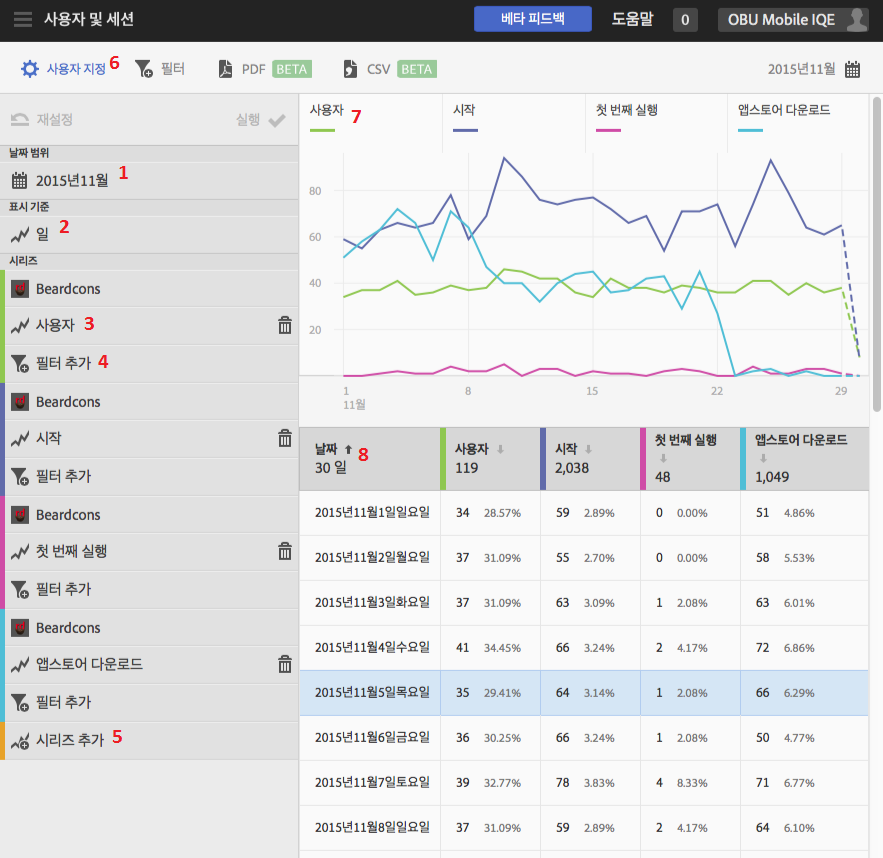 사용자 및 세션
베타 피드백
도움말
0
OBU Mobile IQE
사용자 지정 6
필터
PDF BETA
CSV BETA
2015년11월
재설정
실행
날짜 범위
2015년11월 1
표시 기준
일 2
시리즈
Beardcons
사용자 3
필터 추가 4
Beardcons
시작
필터 추가
Beardcons
첫 번째 실행
필터 추가
Beardcons
앱스토어 다운로드
필터 추가
시리즈 추가 5
사용자 7
시작
첫 번째 실행
앱스토어 다운로드
80
60
40
20
1 8 15 22 29
11월
날짜 8
30 일
사용자
119
시작
2,038
첫 번째 실행
48
앱스토어 다운로드
1,049
2015년11월1일일요일 34 28.57% 59 2.89% 0 0.00% 51 4.86%
2015년11월2일월요일 37 31.09% 55 2.70% 0 0.00% 58 5.53%
2015년11월3일화요일 37 31.09% 63 3.09% 1 2.08% 63 6.01%
2015년11월4일수요일 41 34.45% 66 3.24% 2 4.17% 72 6.86%
2015년11월5일목요일 35 29.41% 64 3.14% 1 2.08% 66 6.29%
2015년11월6일금요일 36 30.25% 66 3.24% 1 2.08% 50 4.77%
2015년11월7일토요일 39 32.77% 78 3.83% 4 8.33% 71 6.77%
2015년11월8일일요일 37 31.09% 59 2.89% 2 4.17% 64 6.10%